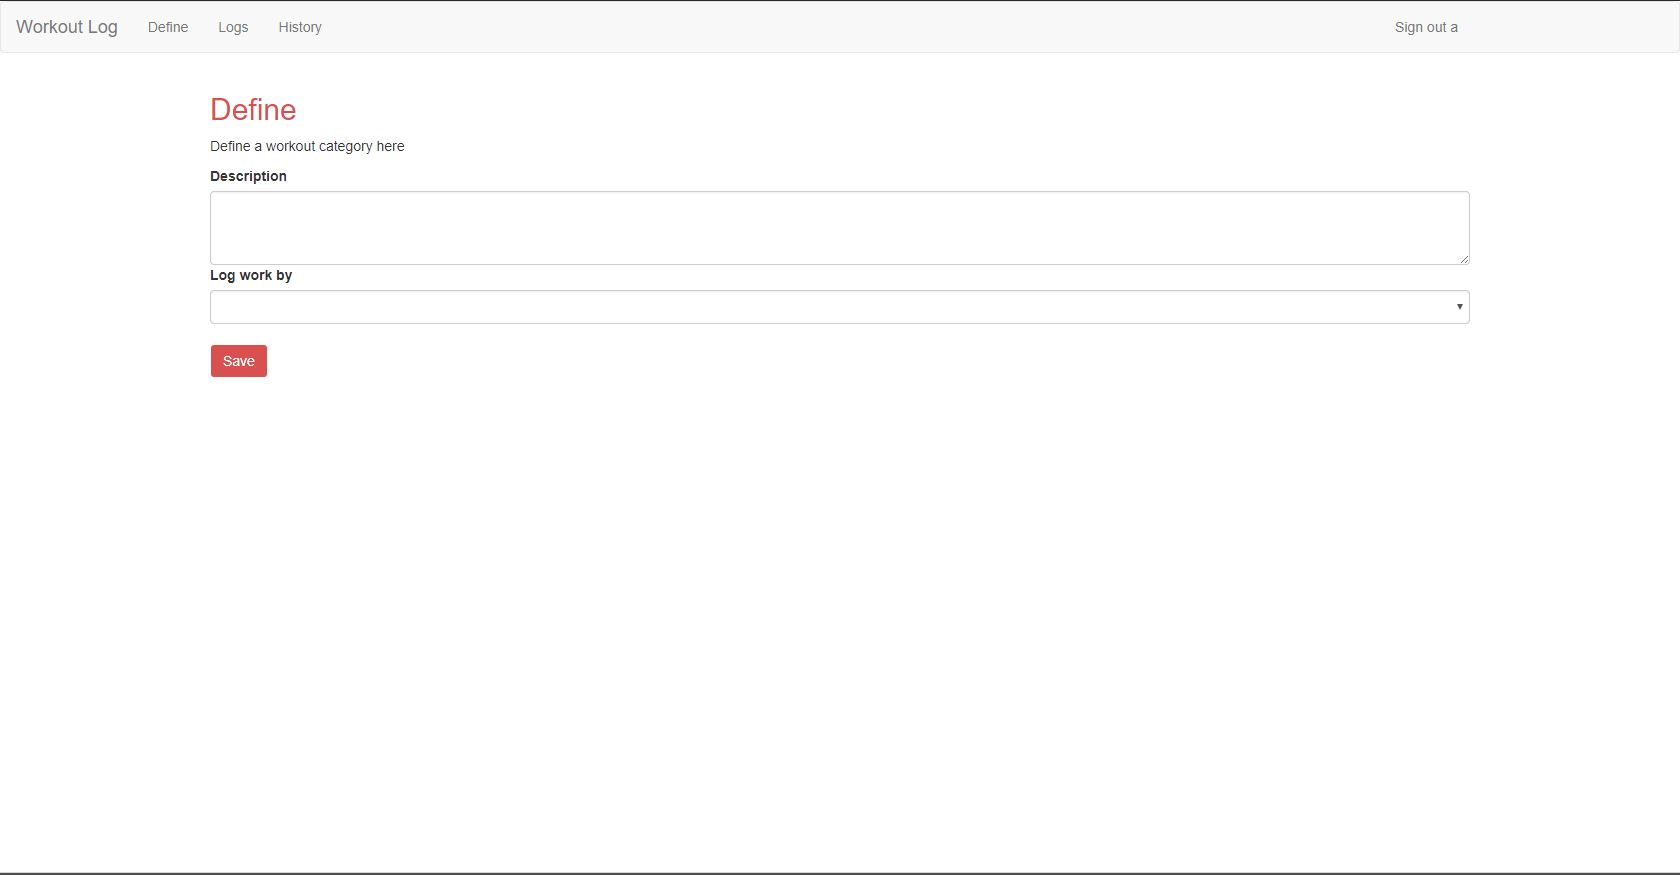 Workout Log Define Logs History Sign out a
Define
Define a workout category here
Description
Log work by
Save